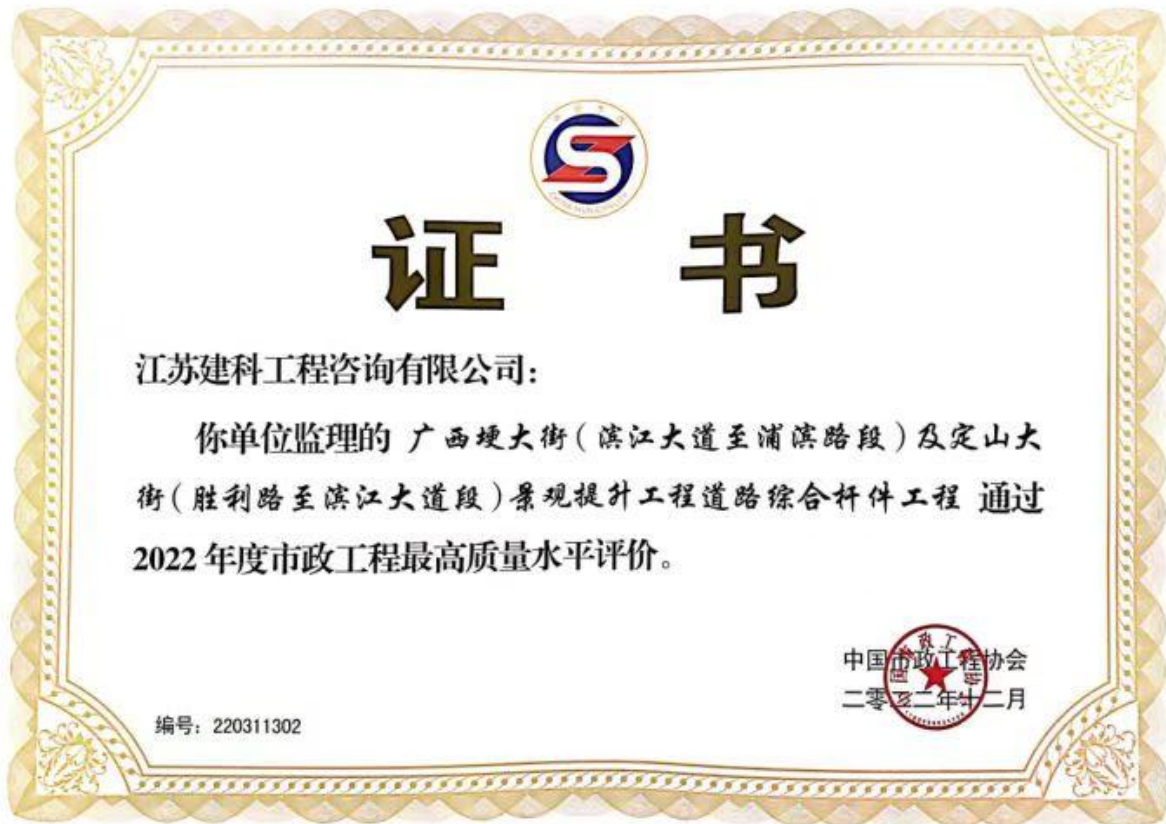 证 书
江苏建科工程咨询有限公司：
你单位监理的 广西埂大街（滨江大道至浦滨路段）及定山大
街（胜利路至滨江大道段）景观提升工程道路综合杆件工程 通过
2022 年度市政工程最高质量水平评价。
中国市政工程协会
二零二二年十二月
编号：220311302